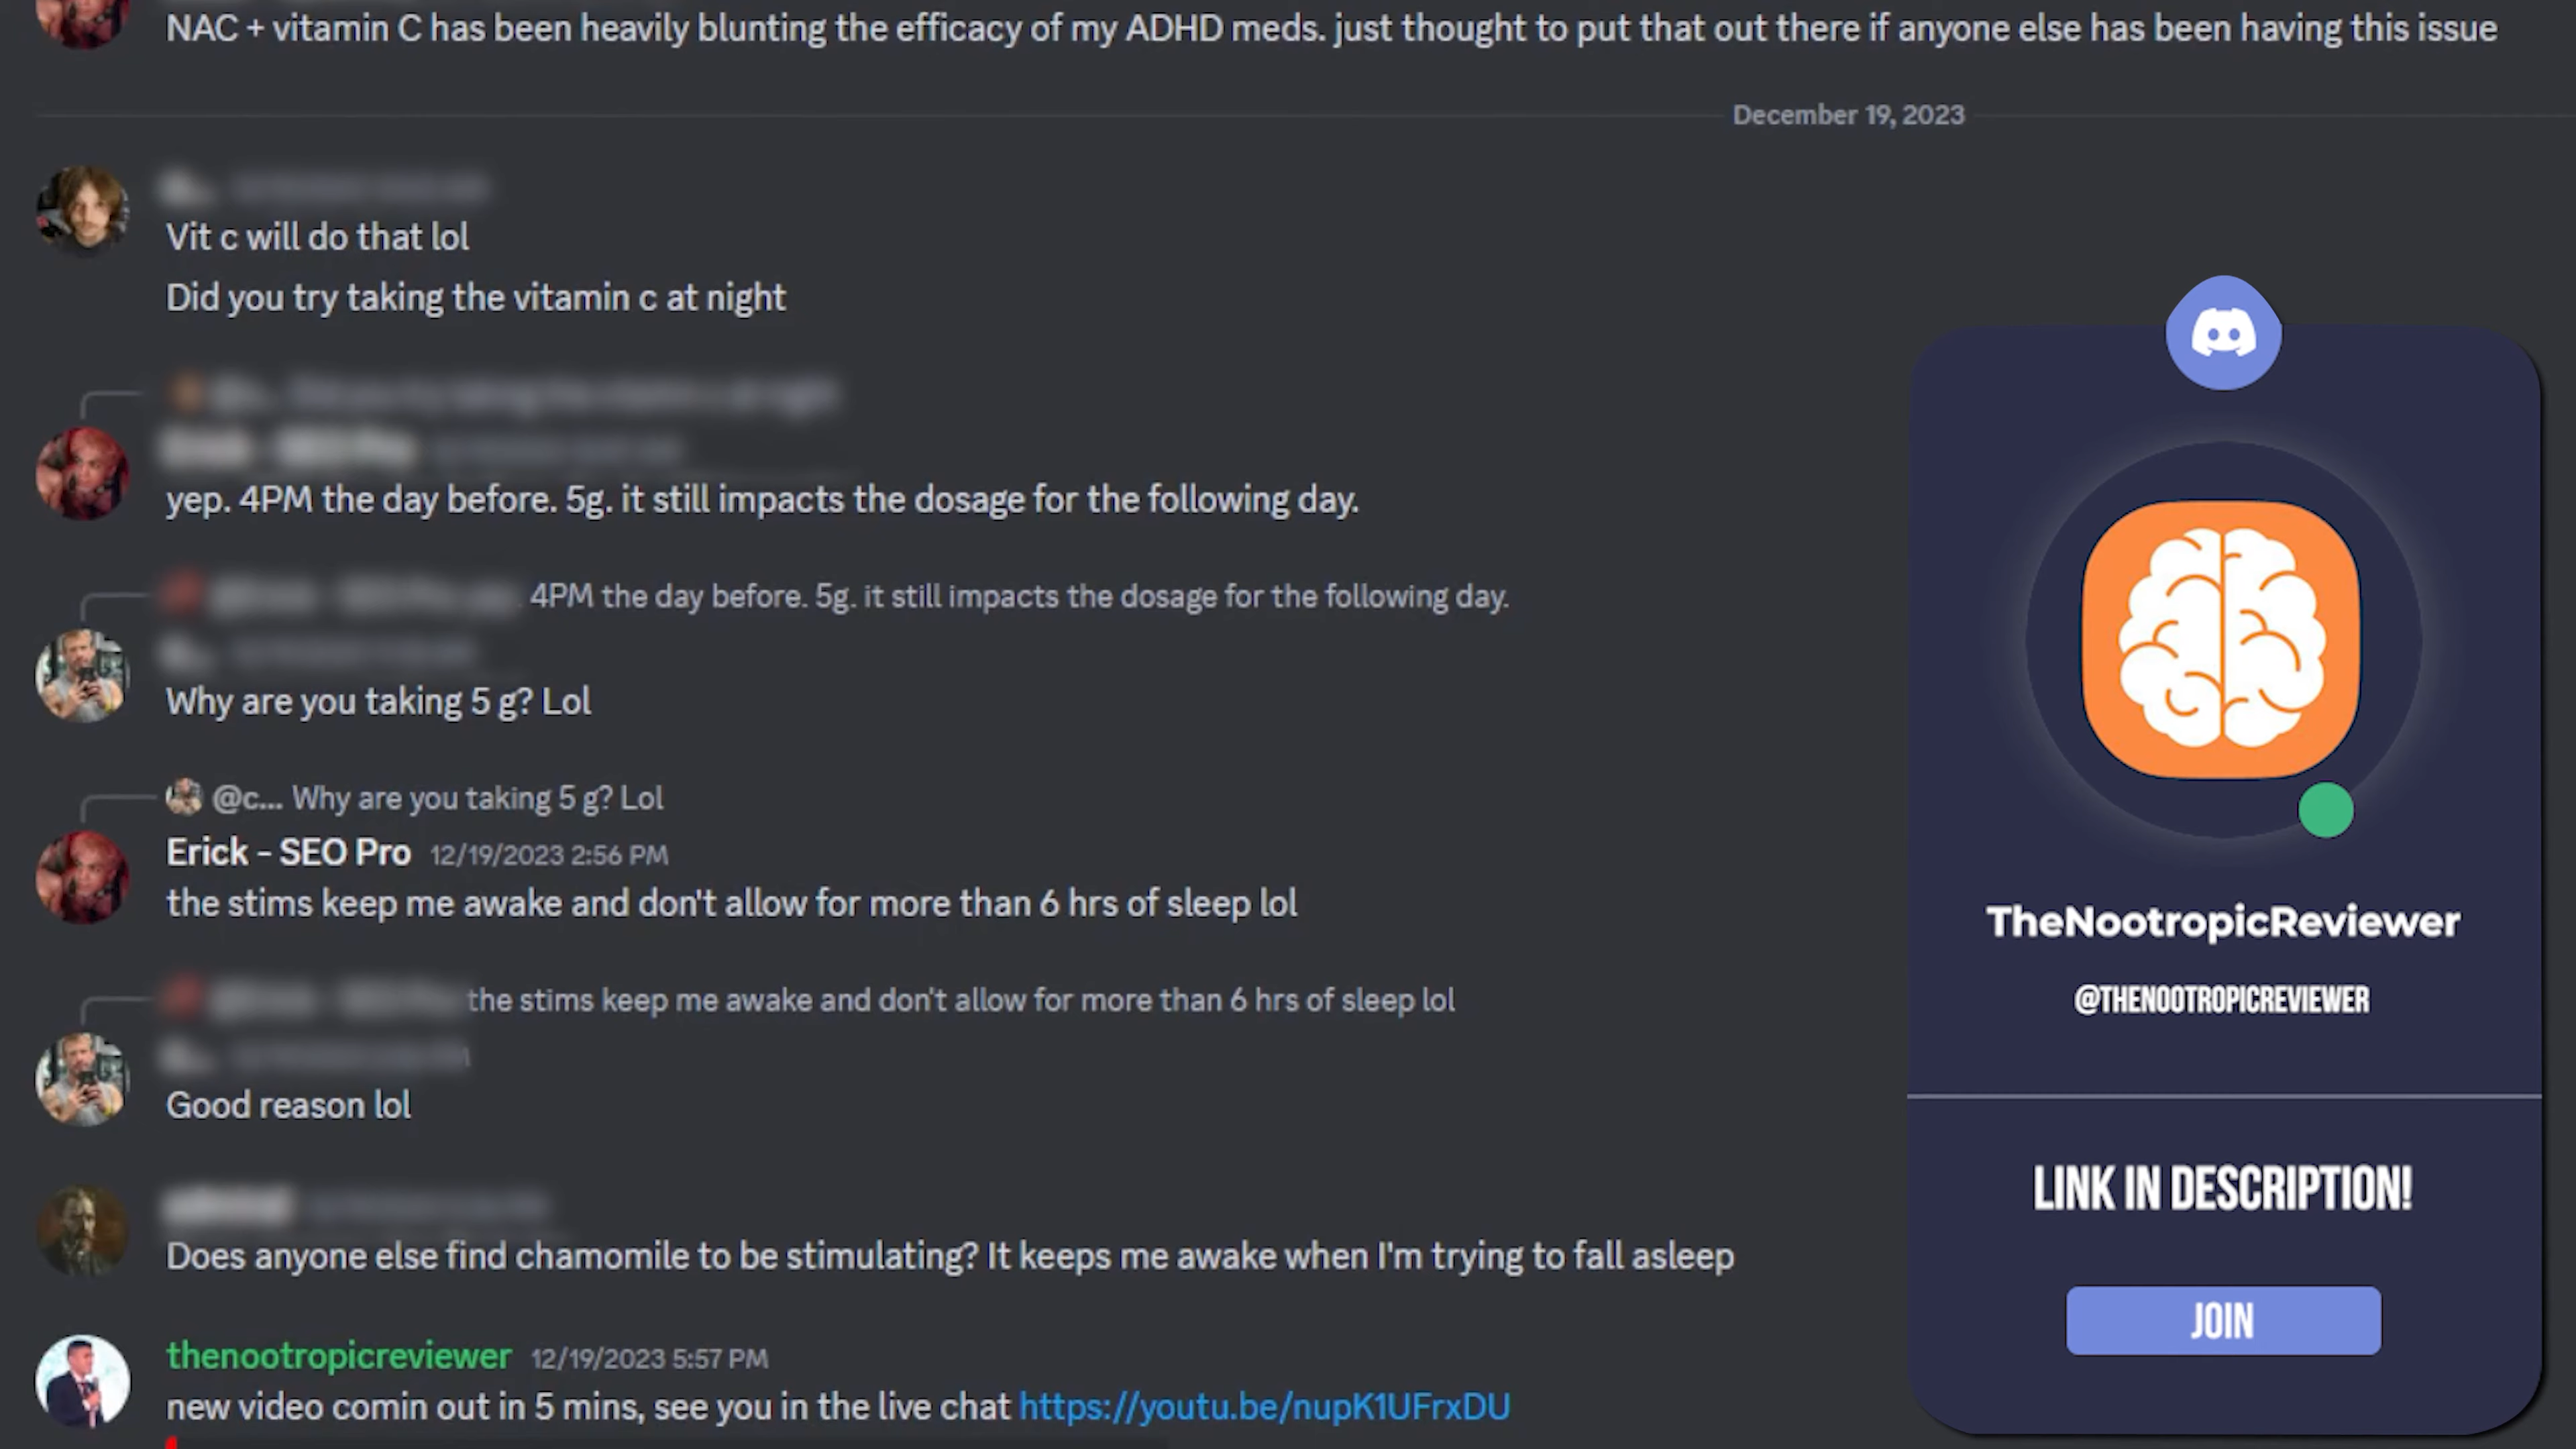 NAC + vitamin C has been heavily blunting the efficacy of my ADHD meds. just thought to put that out there if anyone else has been having this issue
December 19, 2023
Vit c will do that lol
Did you try taking the vitamin c at night
yep. 4PM the day before. 5g. it still impacts the dosage for the following day.
4PM the day before. 5g. it still impacts the dosage for the following day.
Why are you taking 5 g? Lol
@c... Why are you taking 5 g? Lol
Erick - SEO Pro 12/19/2023 2:56 PM
the stims keep me awake and don't allow for more than 6 hrs of sleep lol
the stims keep me awake and don't allow for more than 6 hrs of sleep lol
Good reason lol
Does anyone else find chamomile to be stimulating? It keeps me awake when I'm trying to fall asleep
thenootropicreviewer 12/19/2023 5:57 PM
new video comin out in 5 mins, see you in the live chat https://youtu.be/nupK1UFrxDU
TheNootropicReviewer
@THENOOTROPICREVIEWER
LINK IN DESCRIPTION!
JOIN